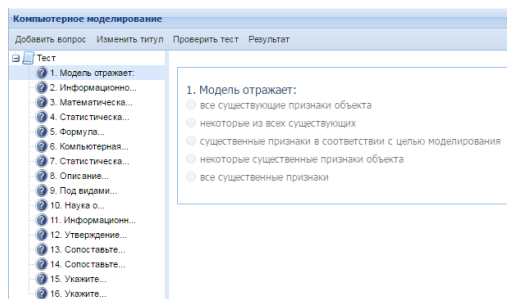 Компьютерное моделирование
Добавить вопрос Изменить титул Проверить тест Результат
Тест
1. Модель отражает:
2. Информационно...
3. Математическа...
4. Статистическа...
5. Формула...
6. Компьютерная...
7. Статистическа...
8. Описание...
9. Под видами...
10. Наука о...
11. Информационн...
12. Утверждение...
13. Сопоставьте...
14. Сопоставьте...
15. Укажите...
16. Укажите...
1. Модель отражает:
все существующие признаки объекта
некоторые из всех существующих
существенные признаки в соответствии с целью моделирования
некоторые существенные признаки объекта
все существенные признаки